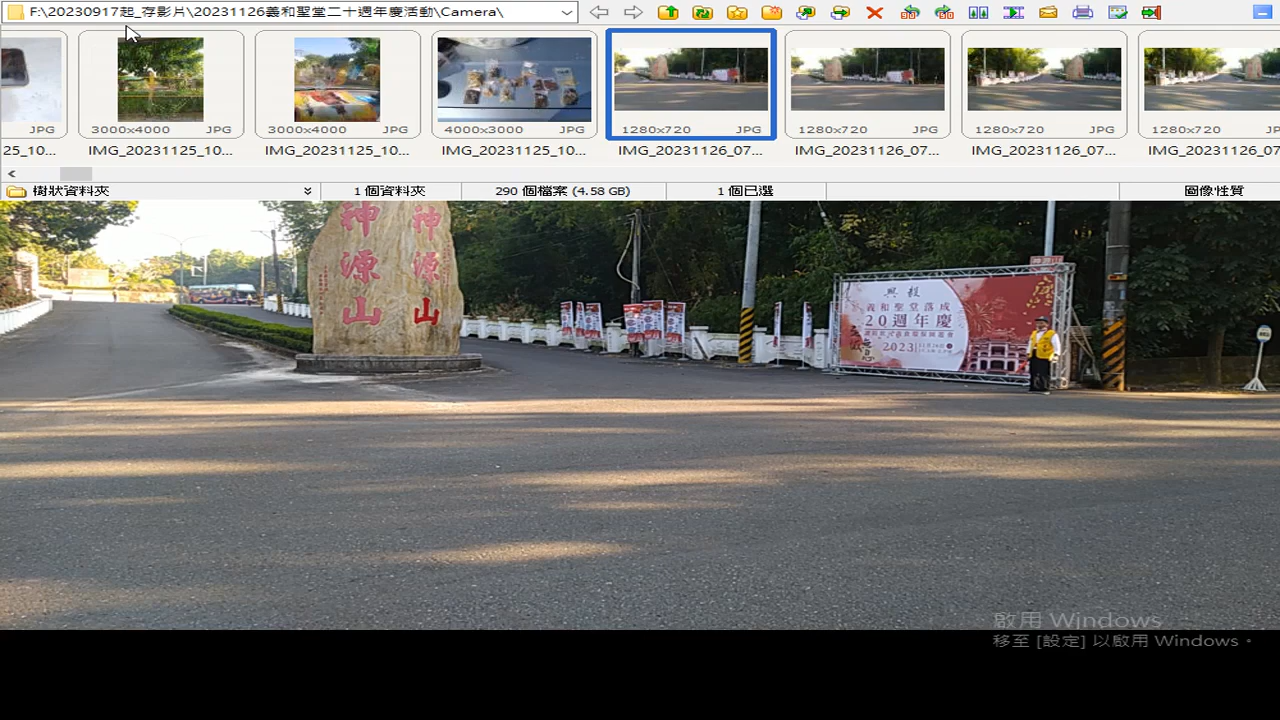 F:\20230917起_存影片\20231126義和聖堂二十週年慶活動\Camera\
JPG
3000x4000 JPG
3000x4000 JPG
4000x3000 JPG
1280x720 JPG
1280x720 JPG
1280x720 JPG
1280x720 JPG
25_10...
IMG_20231125_10...
IMG_20231125_10...
IMG_20231125_10...
IMG_20231126_07...
IMG_20231126_07...
IMG_20231126_07...
IMG_20231126_07
樹狀資料夾
1 個資料夾
290 個檔案 (4.58 GB)
1 個已選
圖像性質
神源山
神源山
興毅
義和聖堂落成
20週年慶
2023
啟用 Windows
移至 [設定] 以啟用 Windows。